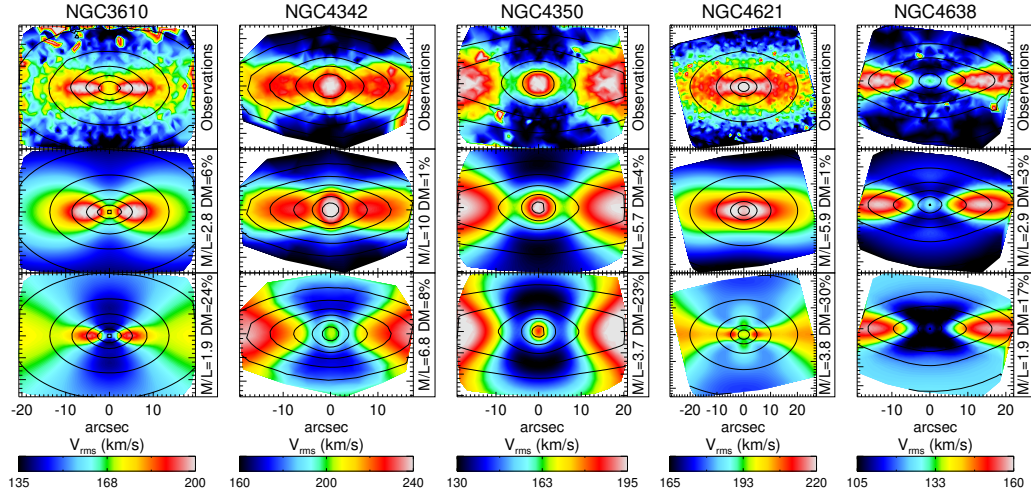 NGC3610 NGC4342 NGC4350 NGC4621 NGC4638
Observations Observations Observations Observations Observations
M/L=2.8 DM=6% M/L=10 DM=1% M/L=5.7 DM=4% M/L=5.9 DM=1% M/L=2.9 DM=3%
M/L=1.9 DM=24% M/L=6.8 DM=8% M/L=3.7 DM=23% M/L=3.8 DM=30% M/L=1.9 DM=17%
-20 -10 0 10 -10 0 10 -10 0 10 20 -20 -10 0 10 20 -10 0 10
arcsec arcsec arcsec arcsec arcsec
Vrms (km/s) Vrms (km/s) Vrms (km/s) Vrms (km/s) Vrms (km/s)
135 168 200 160 200 240 130 163 195 165 193 220 105 133 160